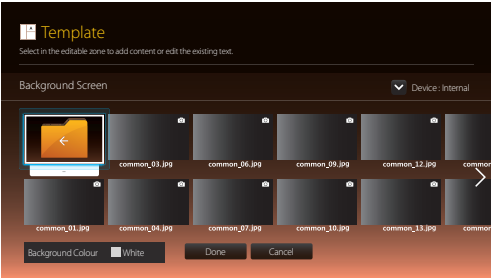 Template
Select in the editable zone to add content or edit the existing text.
Background Screen
Device : Internal
common_03.jpg common_06.jpg common_09.jpg common_12.jpg
common_01.jpg common_04.jpg common_07.jpg common_10.jpg common_13.jpg
Background Colour White Done Cancel